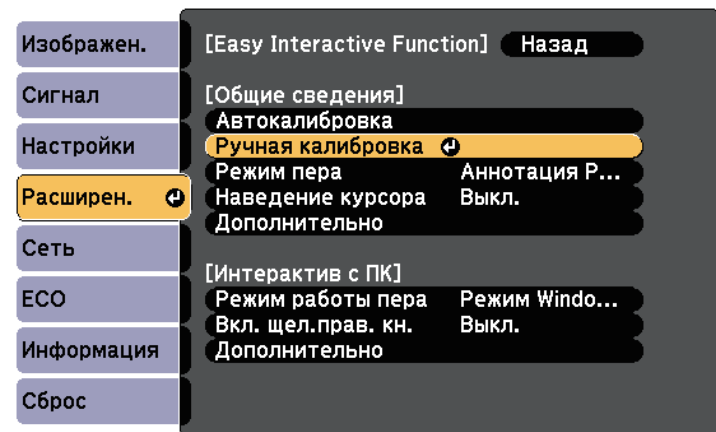 Изображен.
Сигнал
Настройки
Расширен.
Сеть
ECO
Информация
Сброс
[Easy Interactive Function] Назад
[Общие сведения]
Автокалибровка
Ручная калибровка
Режим пера Аннотация P...
Наведение курсора Выкл.
Дополнительно
[Интерактив с ПК]
Режим работы пера Режим Windo...
Вкл. щел.прав. кн. Выкл.
Дополнительно